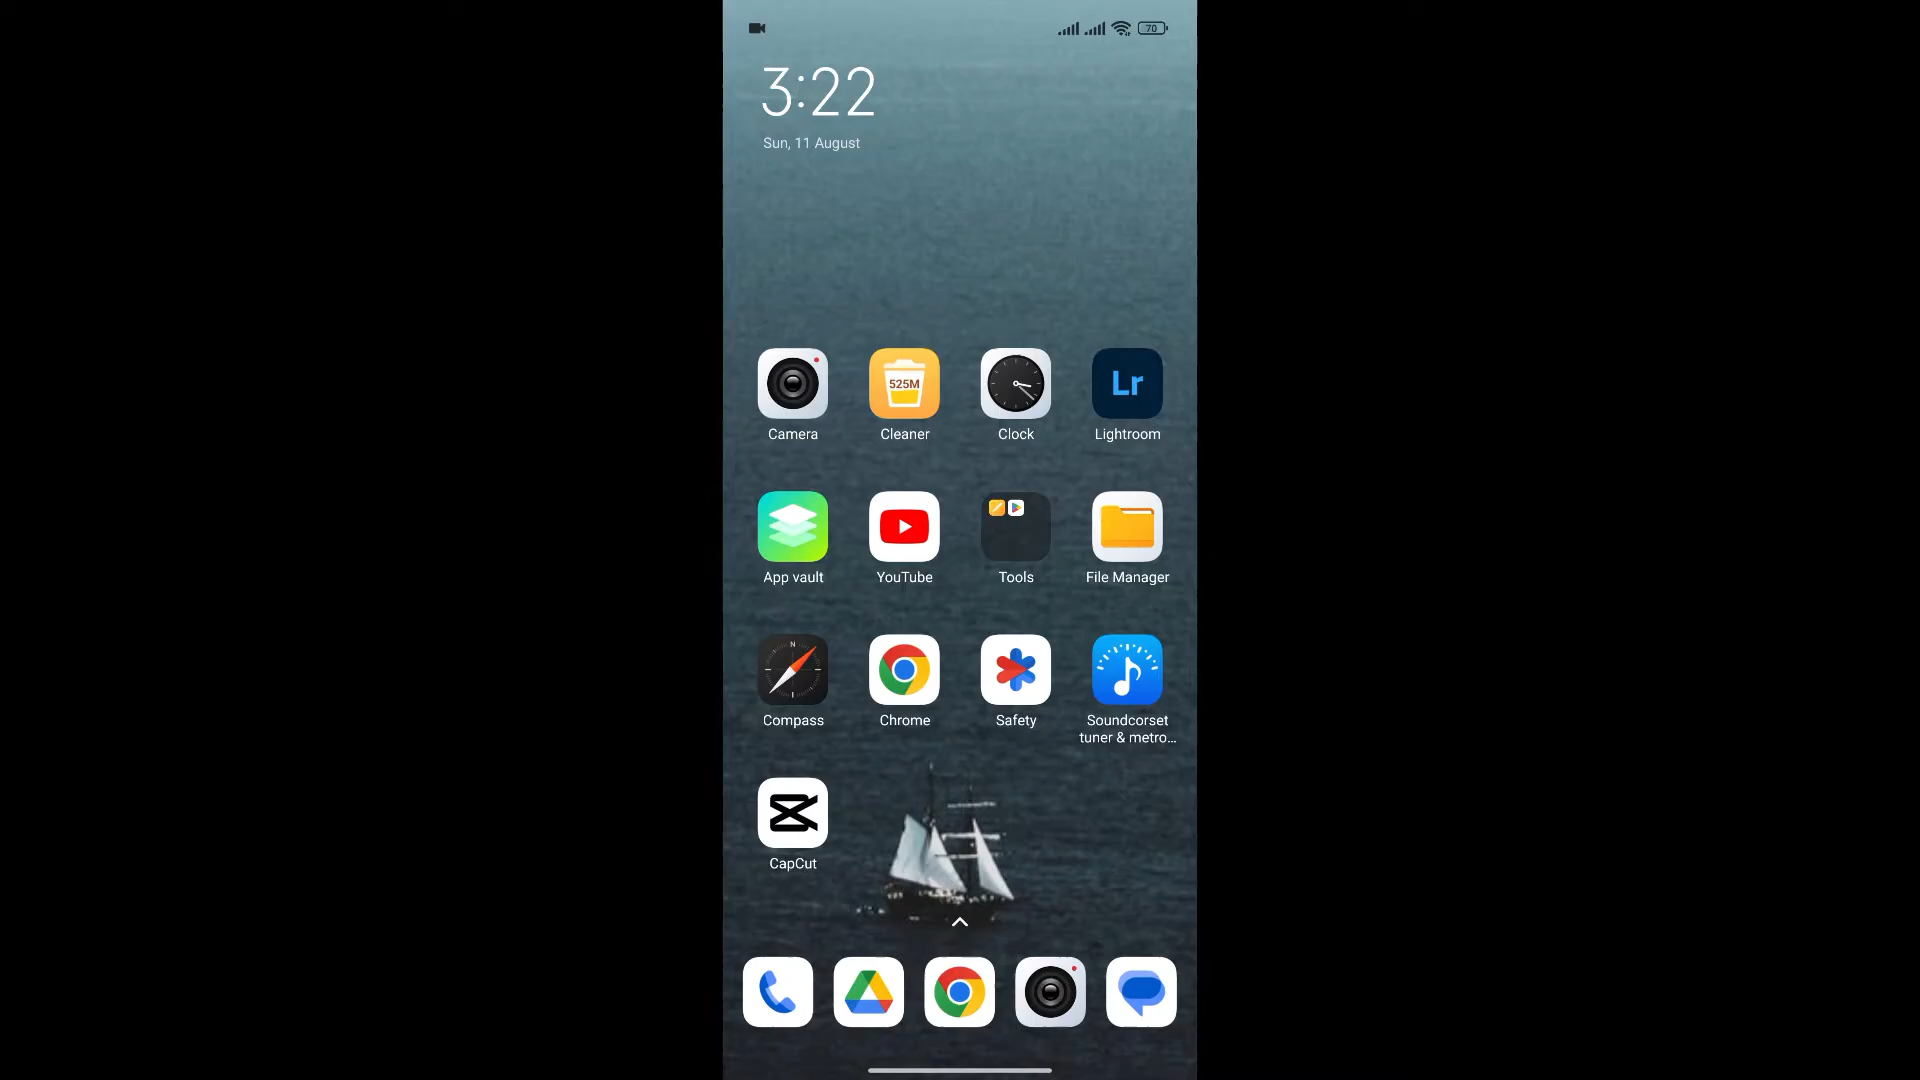 70
3:22
Sun, 11 August
525M
Lr
Camera
Cleaner
Clock
Lightroom
App vault
YouTube
Tools
File Manager
N
Compass
Chrome
Safety
Soundcorset
tuner & metro...
CapCut